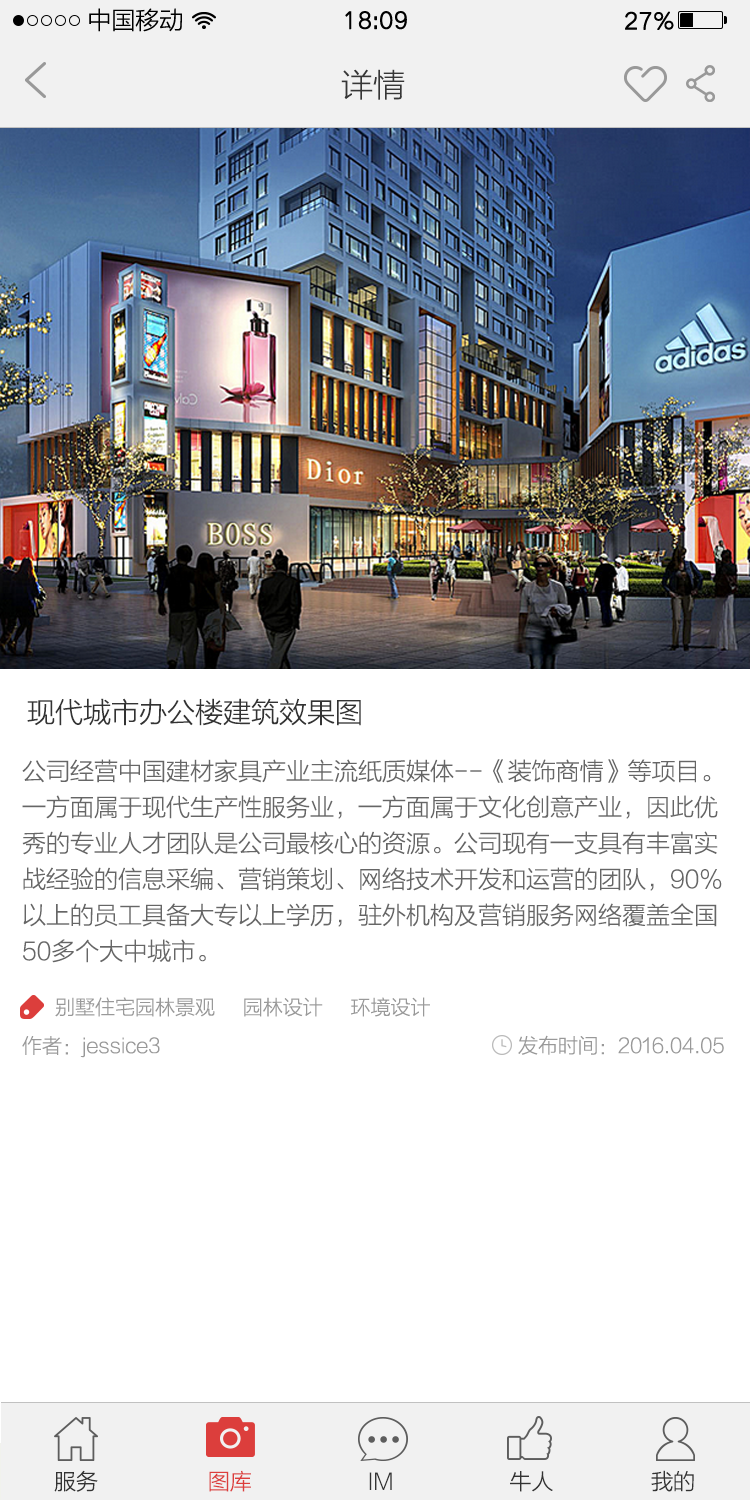 中国移动
18:09
27%
详情
adidas
Dior
BOSS
现代城市办公楼建筑效果图
公司经营中国建材家具产业主流纸质媒体--《装饰商情》等项目。
一方面属于现代生产性服务业，一方面属于文化创意产业，因此优
秀的专业人才团队是公司最核心的资源。公司现有一支具有丰富实
战经验的信息采编、营销策划、网络技术开发和运营的团队，90%
以上的员工具备大专以上学历，驻外机构及营销服务网络覆盖全国
50多个大中城市。
别墅住宅园林景观 园林设计 环境设计
作者：jessice3 发布时间：2016.04.05
服务 图库 IM 牛人 我的